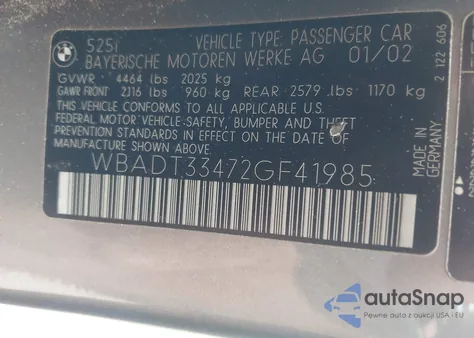 525i VEHICLE TYPE: PASSENGER CAR
BAYERISCHE MOTOREN WERKE AG 01/02
GVWR 4464 lbs 2025 kg
GAWR FRONT 2116 lbs 960 kg REAR 2579 lbs 1170 kg
THIS VEHICLE CONFORMS TO ALL APPLICABLE U.S.
FEDERAL MOTOR VEHICLE SAFETY, BUMPER AND THEFT
PREVENTION STANDARDS IN EFFECT ON THE DATE OF
MANUFACTURE SHOWN ABOVE.
WBADT33472GF41985
MADE IN
GERMANY
2 122 606
autoSnap
Pewne auta z aukcji USA - EU